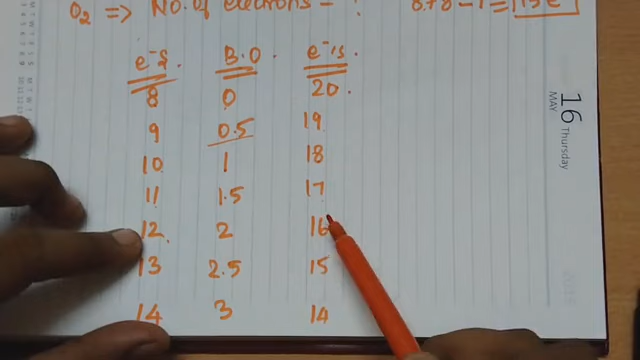 O2 => No. of electrons - ? 8+8-1 = 15 e-
e-s B.O e-'s.
8 0 20
9 0.5 19
10 1 18
11 1.5 17
12 2 16
13 2.5 15
14 3 14
16
MAY
Thursday